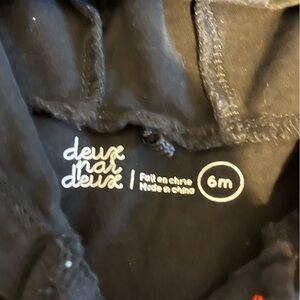 deux
par
deux
Fait en chine
Made in china
6m